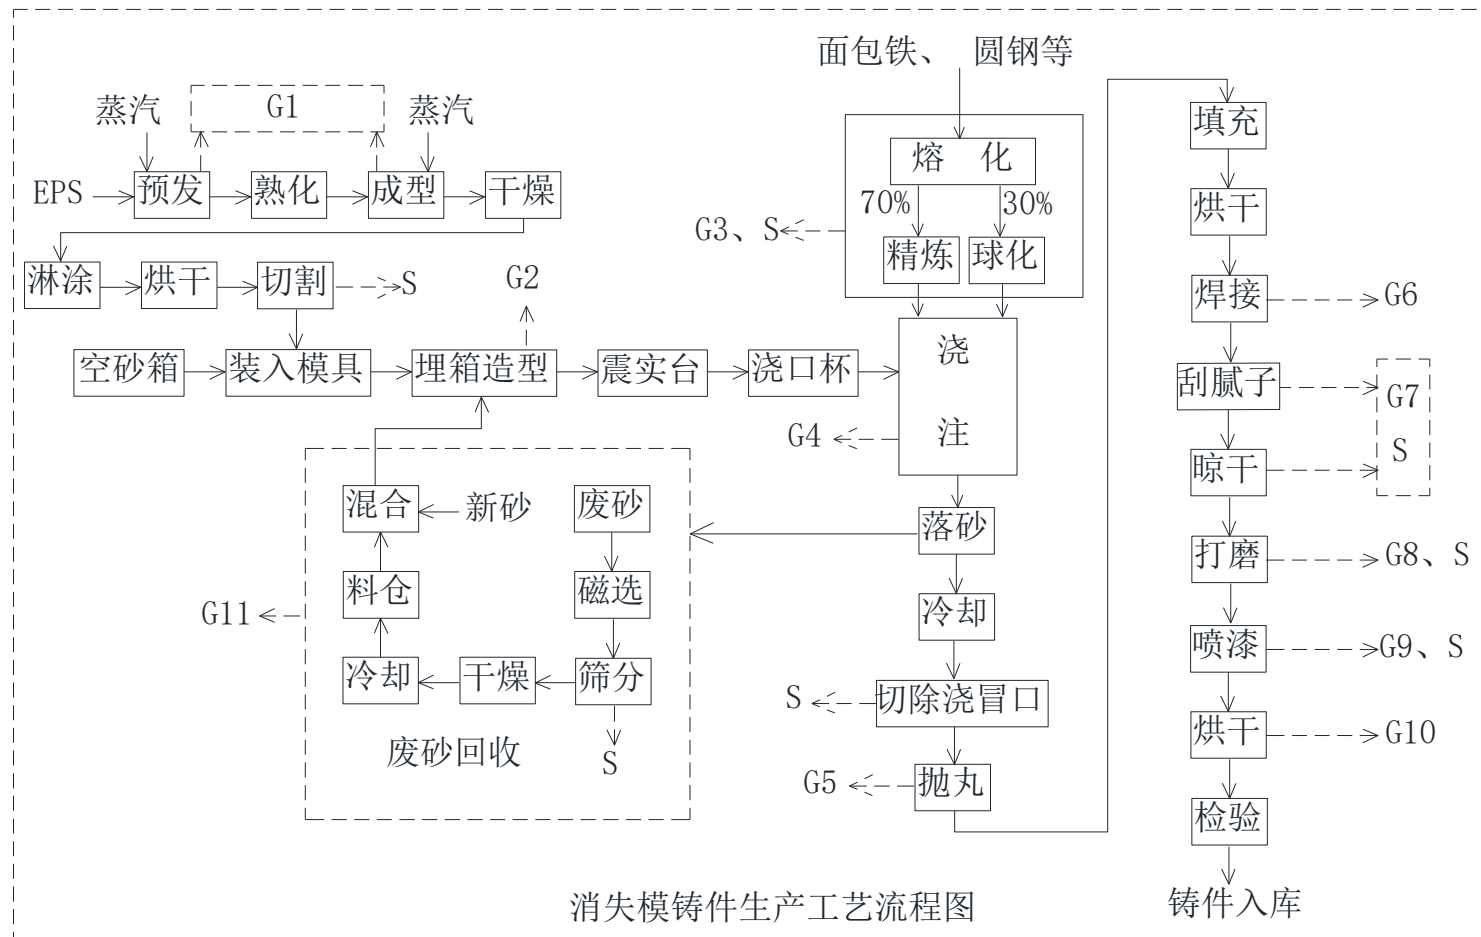 面包铁、 圆钢等
蒸汽 G1 蒸汽
EPS 预发 熟化 成型 干燥
淋涂 烘干 切割 S
G2
空砂箱 装入模具 埋箱造型 震实台 浇口杯
熔 化
70% 30%
G3、S 精炼 球化
浇
注
G4
落砂
冷却
S 切除浇冒口
G5 抛丸
混合 新砂 废砂
料仓 磁选
G11
冷却 干燥 筛分
废砂回收 S
填充
烘干
焊接 G6
刮腻子 G7
晾干 S
打磨 G8、S
喷漆 G9、S
烘干 G10
检验
铸件入库
消失模铸件生产工艺流程图